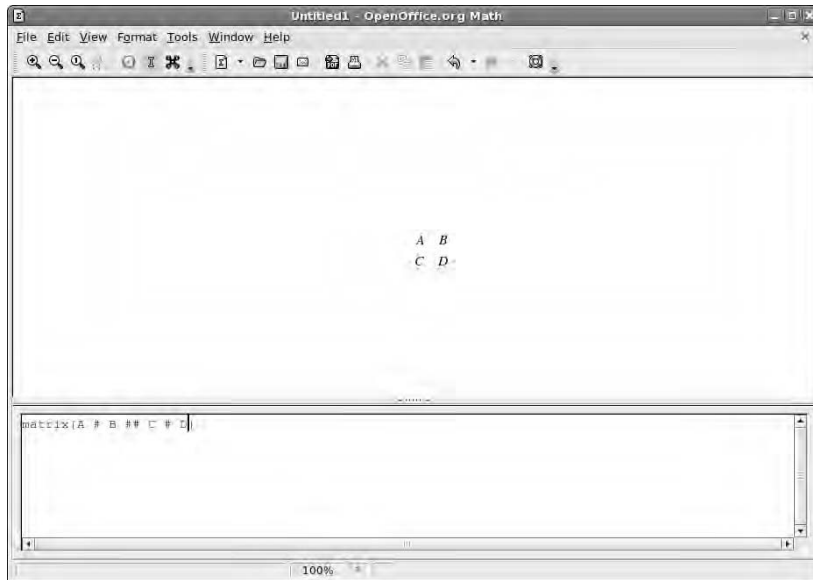 Untitled1 - OpenOffice.org Math
File Edit View Format Tools Window Help
A B
C D
matrix{A # B ## C # D}
100%